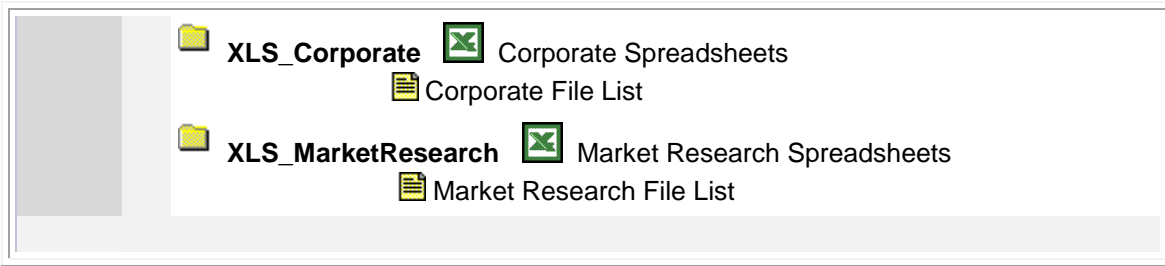 XLS_Corporate Corporate Spreadsheets
Corporate File List
XLS_MarketResearch Market Research Spreadsheets
Market Research File List